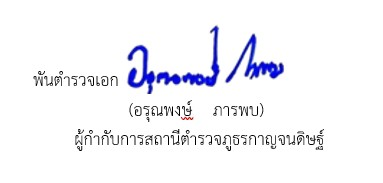 พันตำรวจเอก
(อรุณพงษ์ ภารพบ)
ผู้กำกับการสถานีตำรวจภูธรกาญจนดิษฐ์